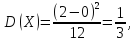 D(X) = (2−0)²/12 = 1/3,